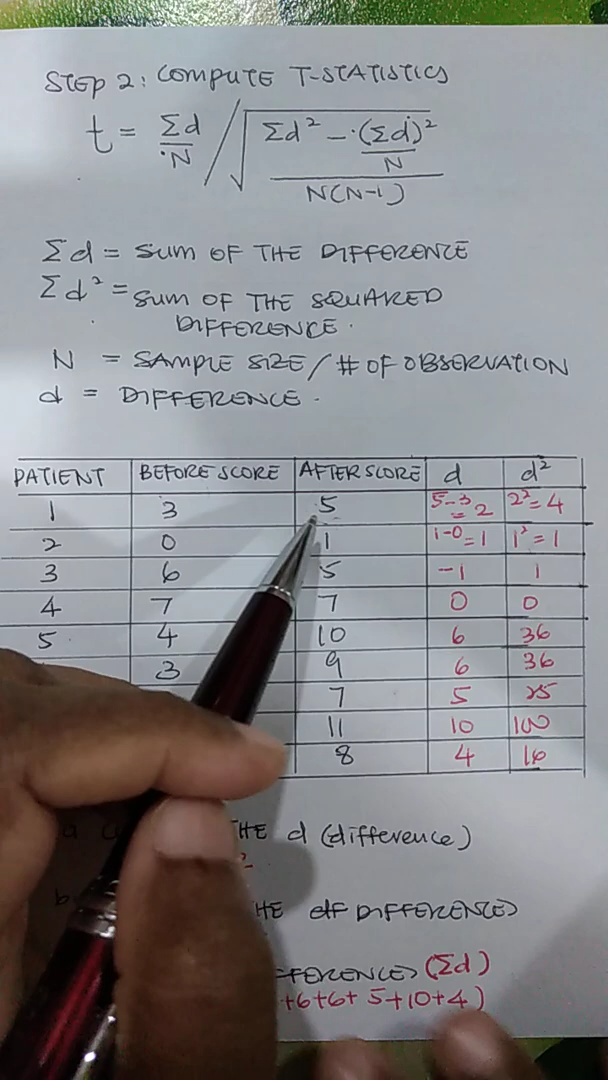 STEP 2: COMPUTE T-STATISTICS
t = Σd/N / √ Σd² - (Σd)²/N / N(N-1)
Σd = SUM OF THE DIFFERENCE
Σd² = SUM OF THE SQUARED
DIFFERENCE.
N = SAMPLE SIZE / # OF OBSERVATION
d = DIFFERENCE.
PATIENT BEFORE SCORE AFTER SCORE d d²
1 3 5 5-3=2 2²=4
2 0 1 1-0=1 1²=1
3 6 5 -1 1
4 7 7 0 0
5 4 10 6 36
3 9 6 36
7 5 25
11 10 100
8 4 16
THE d (difference)
THE DIFFERENCES
(Σd)
+6+6+5+10+4)